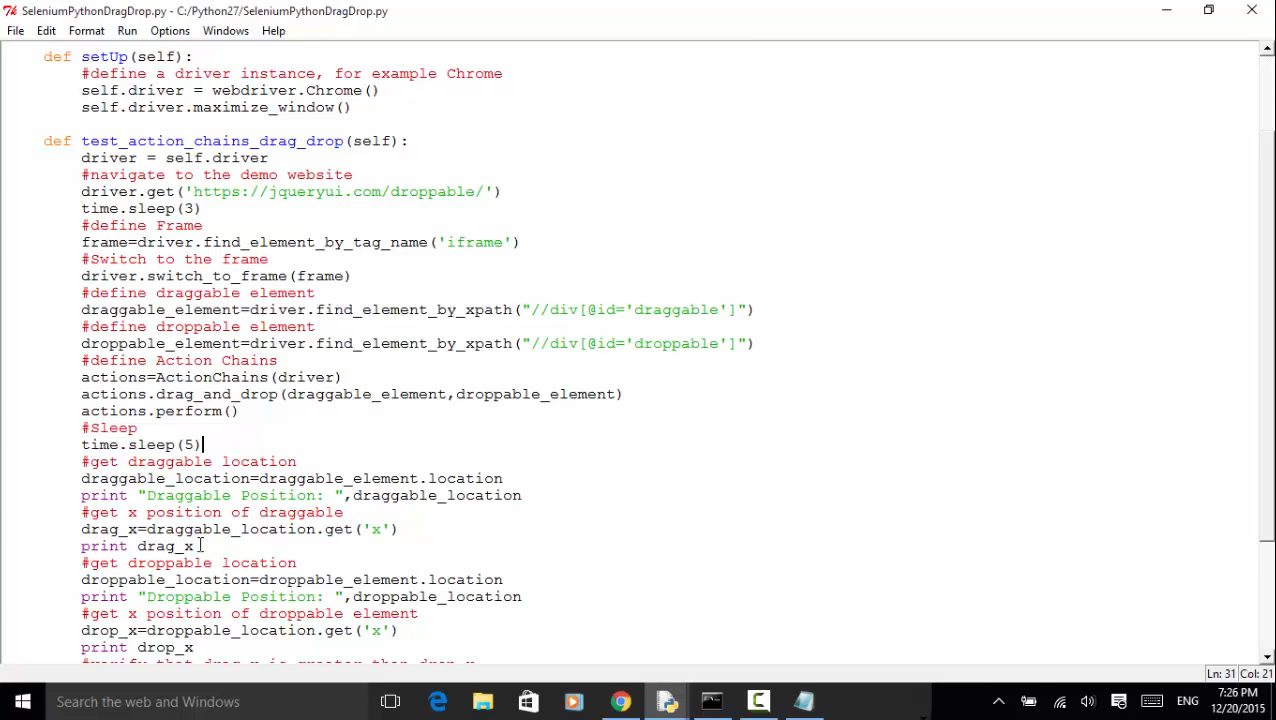 SeleniumPythonDragDrop.py - C:/Python27/SeleniumPythonDragDrop.py
File Edit Format Run Options Windows Help
def setUp(self):
#define a driver instance, for example Chrome
self.driver = webdriver.Chrome()
self.driver.maximize_window()
def test_action_chains_drag_drop(self):
driver = self.driver
#navigate to the demo website
driver.get('https://jqueryui.com/droppable/')
time.sleep(3)
#define Frame
frame=driver.find_element_by_tag_name('iframe')
#Switch to the frame
driver.switch_to_frame(frame)
#define draggable element
draggable_element=driver.find_element_by_xpath("//div[@id='draggable']")
#define droppable element
droppable_element=driver.find_element_by_xpath("//div[@id='droppable']")
#define Action Chains
actions=ActionChains(driver)
actions.drag_and_drop(draggable_element,droppable_element)
actions.perform()
#Sleep
time.sleep(5)
#get draggable location
draggable_location=draggable_element.location
print "Draggable Position: ",draggable_location
#get x position of draggable
drag_x=draggable_location.get('x')
print drag_x
#get droppable location
droppable_location=droppable_element.location
print "Droppable Position: ",droppable_location
#get x position of droppable element
drop_x=droppable_location.get('x')
print drop_x
#verify that drag_x is greater than drop_x
Ln: 31 Col: 21
Search the web and Windows
ENG
7:26 PM
12/20/2015